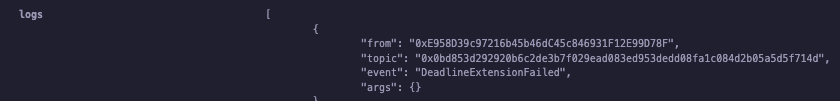 logs [
{
"from": "0xE958D39c97216b45b46dC45c846931F12E99D78F",
"topic": "0x0bd853d292920b6c2de3b7f029ead083ed953dedd08fa1c084d2b05a5d5f714d",
"event": "DeadlineExtensionFailed",
"args": {}
}